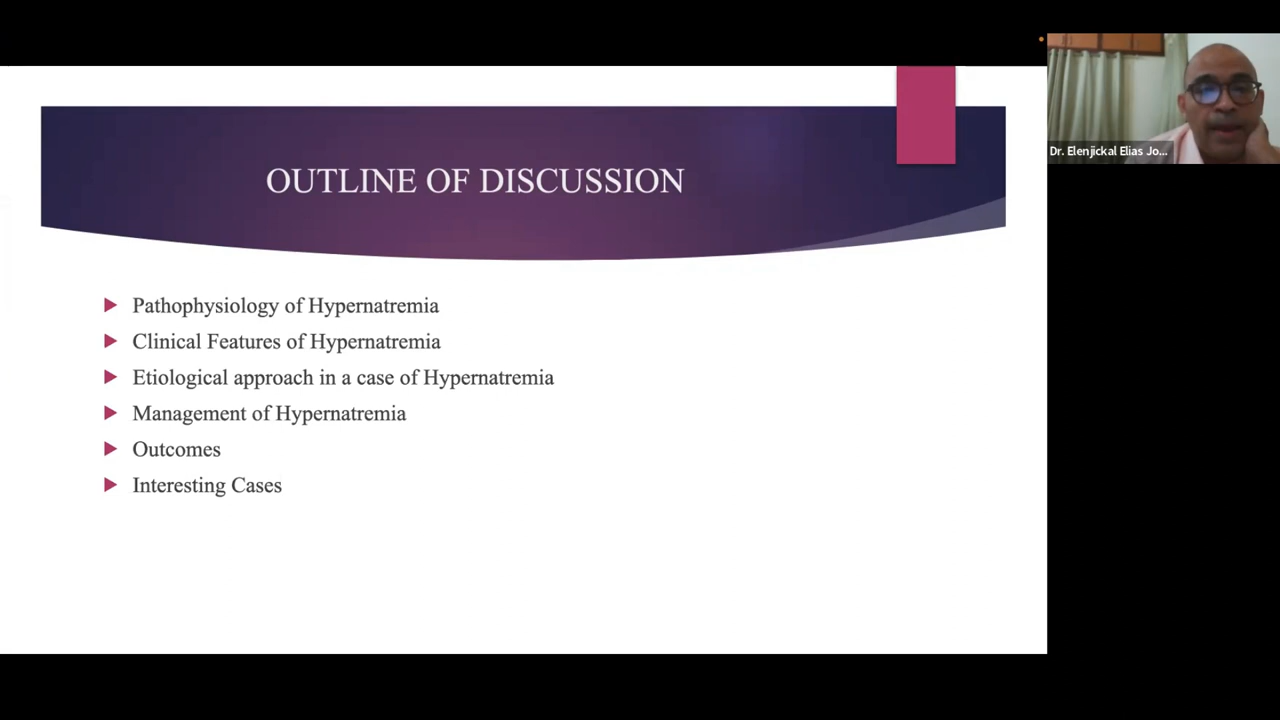 OUTLINE OF DISCUSSION
Pathophysiology of Hypernatremia
Clinical Features of Hypernatremia
Etiological approach in a case of Hypernatremia
Management of Hypernatremia
Outcomes
Interesting Cases
Dr. Elenjickal Elias Jo...